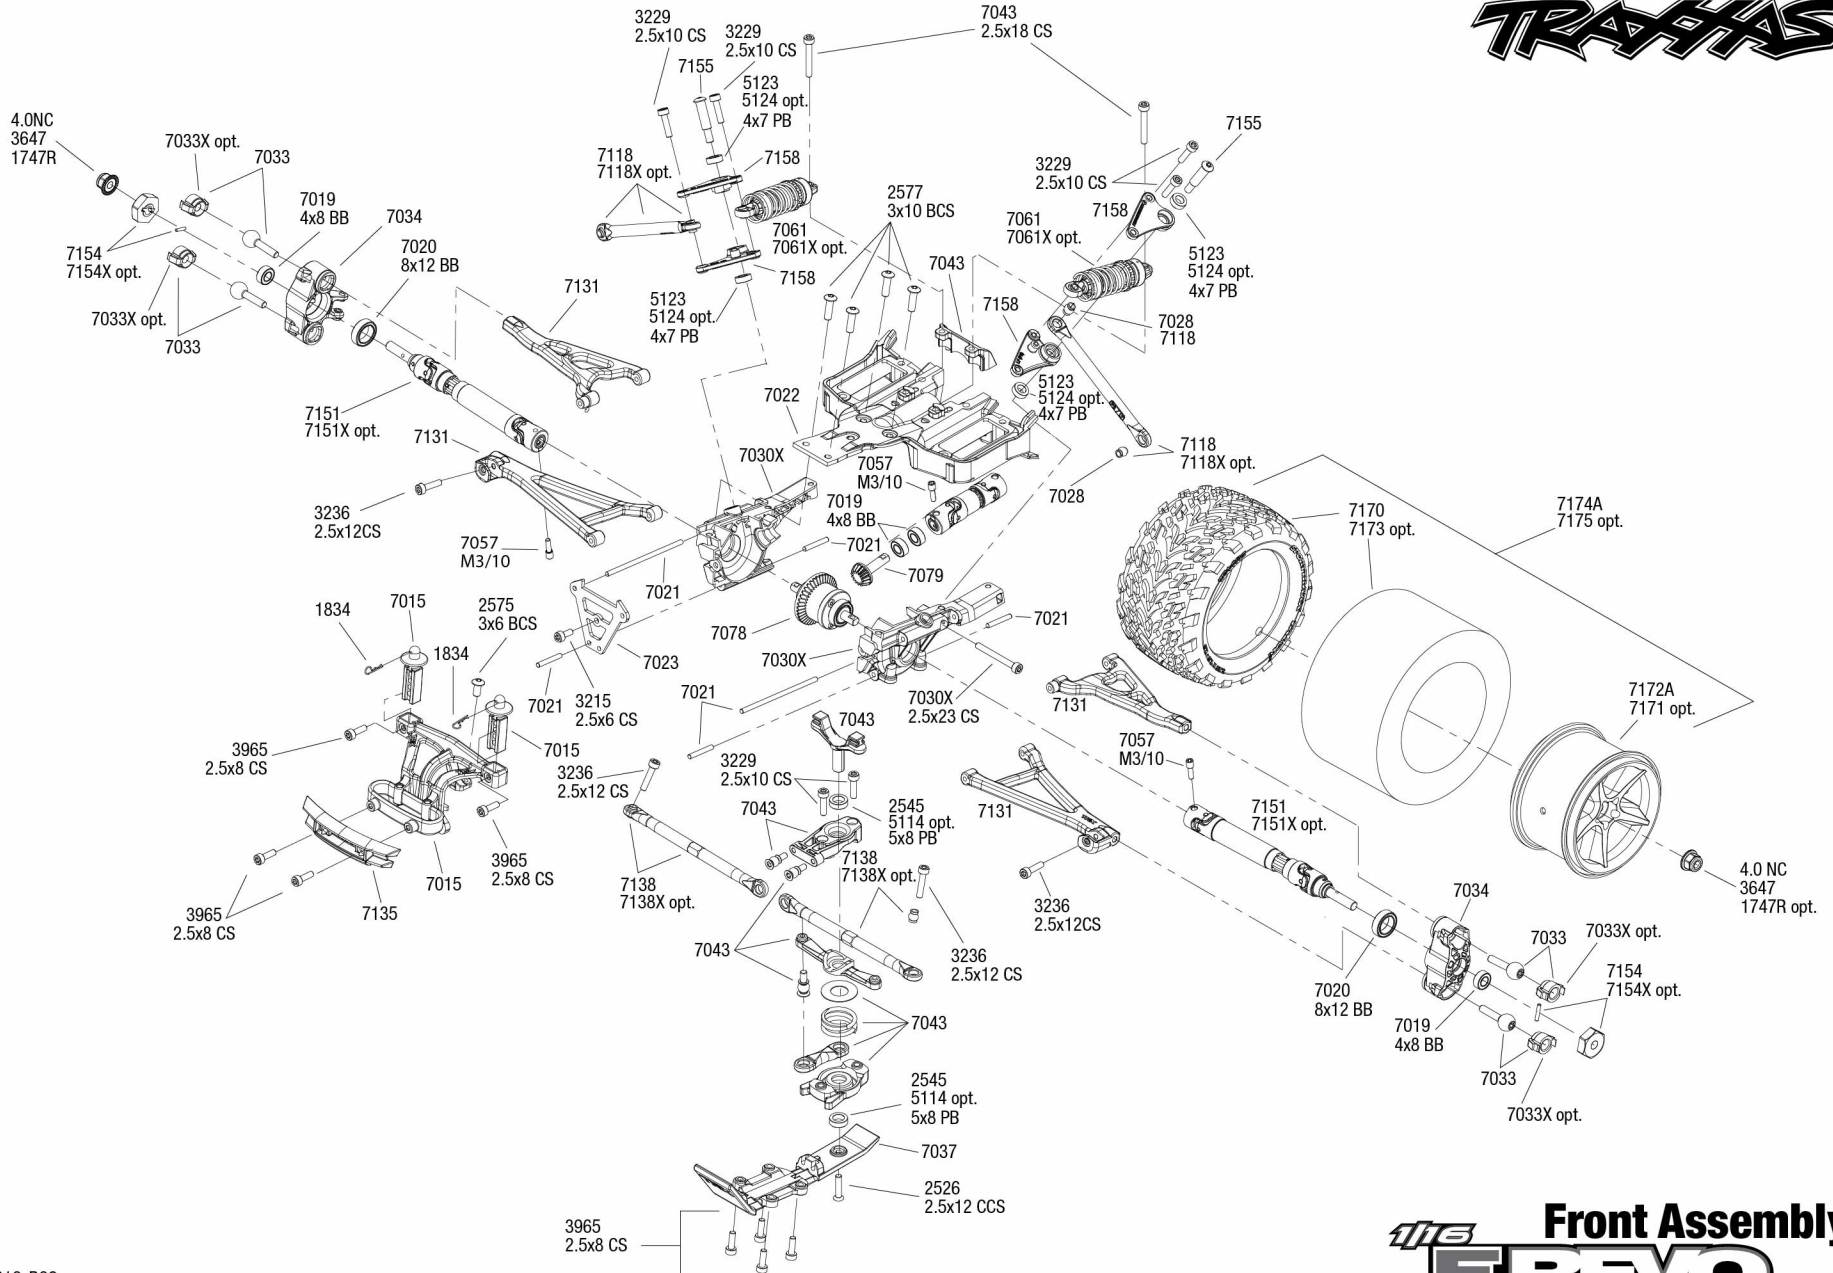 TRAXXAS
3229
2.5x10 CS
3229
2.5x10 CS
7043
2.5x18 CS
7155
5123
5124 opt.
4x7 PB
4.0NC
3647
1747R
7033X opt.
7033
7118
7118X opt.
7158
7155
3229
2.5x10 CS
7019
4x8 BB
7034
2577
3x10 BCS
7158
7154
7154X opt.
7020
8x12 BB
7061
7061X opt.
7061
7061X opt.
7158
7043
5123
5124 opt.
4x7 PB
7131
5123
5124 opt.
4x7 PB
7158
7033X opt.
7033
7028
7118
7151
7151X opt.
7131
7022
5123
5124 opt.
4x7 PB
7030X
7057
M3/10
7118
7118X opt.
7028
7019
4x8 BB
3236
2.5x12CS
7170
7173 opt.
7174A
7175 opt.
7057
M3/10
7021
7021
7079
1834
7015
2575
3x6 BCS
7078
7021
1834
7023
7030X
7021
3215
2.5x6 CS
7021
7030X
2.5x23 CS
7131
7172A
7171 opt.
7043
3965
2.5x8 CS
7015
3236
2.5x12 CS
3229
2.5x10 CS
7057
M3/10
7043
2545
5114 opt.
5x8 PB
7131
7151
7151X opt.
3965
2.5x8 CS
7015
7135
3965
2.5x8 CS
7138
7138X opt.
7138
7138X opt.
3236
2.5x12CS
4.0 NC
3647
1747R opt.
7034
7043
3236
2.5x12 CS
7033
7033X opt.
7154
7154X opt.
7020
8x12 BB
7043
7019
4x8 BB
7033
7033X opt.
2545
5114 opt.
5x8 PB
7037
2526
2.5x12 CCS
3965
2.5x8 CS
Front Assembly
1/16
E REVO